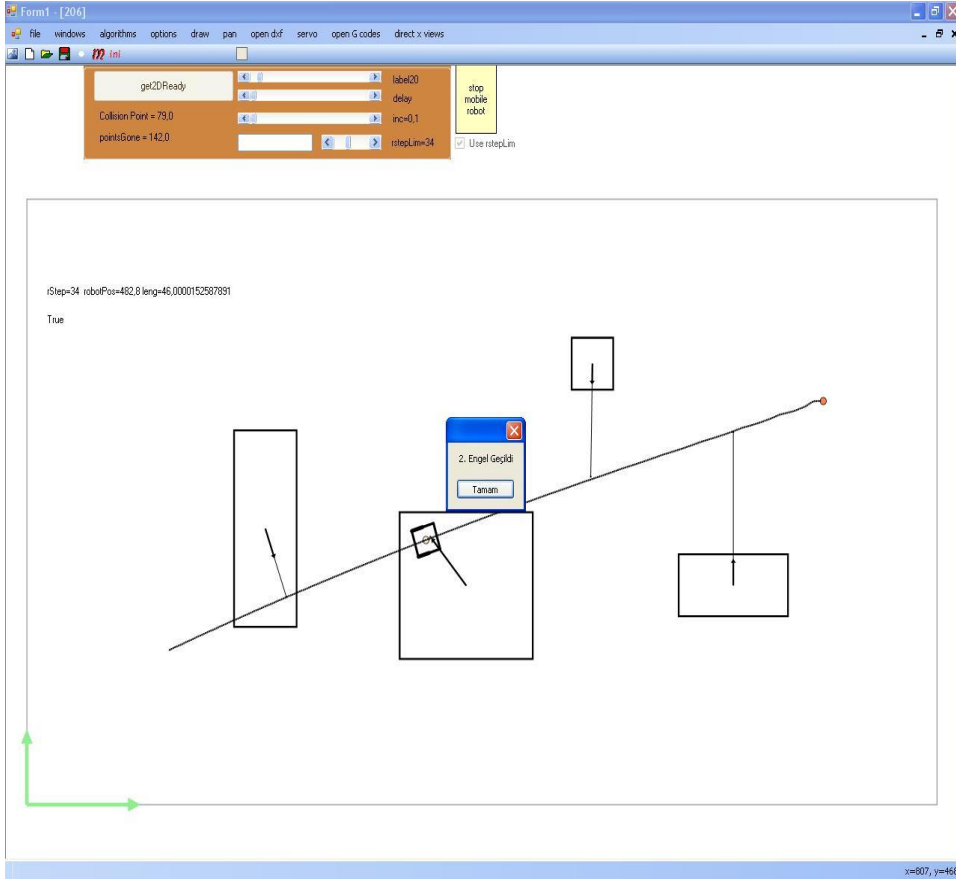 Form1 - [206]
file windows algorithms options draw pan open dxf servo open G codes direct x views
m ini
get2DReady
label20
delay
Collision Point = 79,0
inc=0,1
pointsGone = 142,0
rstepLim=34
stop
mobile
robot
Use rstepLim
rStep=34 robotPos=482,8 leng=46,0000152587891
True
2. Engel Geçildi
Tamam
x=807, y=468